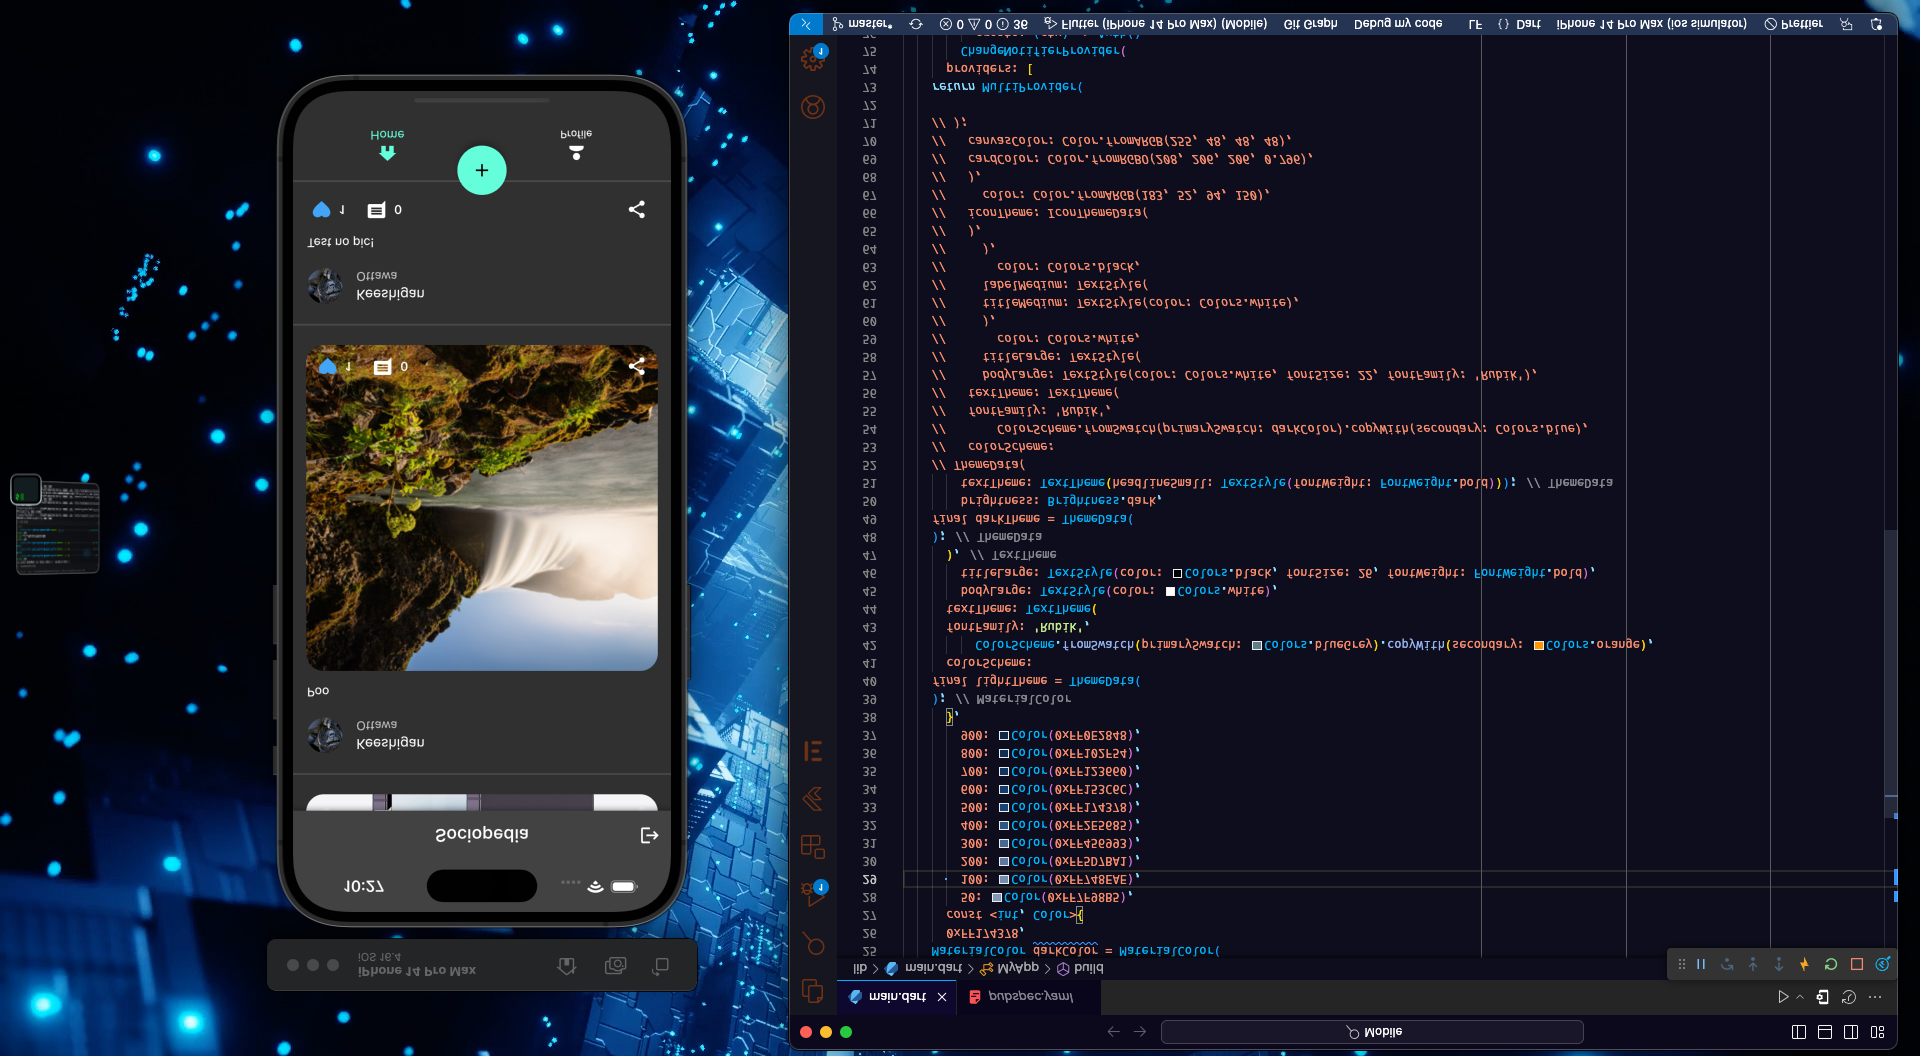 iPhone 14 Pro Max
iOS 16.4
10:27
Sociopedia
Keeshigan
Ottawa
Poo
1 0
Keeshigan
Ottawa
Test no pic!
1 0
+
Home Profile
Mobile
main.dart pubspec.yaml
lib > main.dart > MyApp > build
25 MaterialColor darkColor = MaterialColor(
26 0xFF174378,
27 const <int, Color>{
28 50: Color(0xFF7F98B5),
29 100: Color(0xFF748EAE),
30 200: Color(0xFF5D7BA1),
31 300: Color(0xFF456993),
32 400: Color(0xFF2E5685),
33 500: Color(0xFF174378),
34 600: Color(0xFF153C6C),
35 700: Color(0xFF123660),
36 800: Color(0xFF102F54),
37 900: Color(0xFF0E2848),
38 },
39 ); // MaterialColor
40 final lightTheme = ThemeData(
41 colorScheme:
42 ColorScheme.fromSwatch(primarySwatch: Colors.blueGrey).copyWith(secondary: Colors.orange),
43 fontFamily: 'Rubik',
44 textTheme: TextTheme(
45 bodyLarge: TextStyle(color: Colors.white),
46 titleLarge: TextStyle(color: Colors.black, fontSize: 26, fontWeight: FontWeight.bold),
47 ), // TextTheme
48 ); // ThemeData
49 final darkTheme = ThemeData(
50 brightness: Brightness.dark,
51 textTheme: TextTheme(headlineSmall: TextStyle(fontWeight: FontWeight.bold))); // ThemeData
52 // ThemeData(
53 // colorScheme:
54 // ColorScheme.fromSwatch(primarySwatch: darkColor).copyWith(secondary: Colors.blue),
55 // fontFamily: 'Rubik',
56 // textTheme: TextTheme(
57 // bodyLarge: TextStyle(color: Colors.white, fontSize: 22, fontFamily: 'Rubik'),
58 // titleLarge: TextStyle(
59 // color: Colors.white,
60 // ),
61 // titleMedium: TextStyle(color: Colors.white),
62 // labelMedium: TextStyle(
63 // color: Colors.black,
64 // ),
65 // ),
66 // iconTheme: IconThemeData(
67 // color: Color.fromARGB(183, 52, 94, 150),
68 // ),
69 // cardColor: Color.fromRGBO(208, 206, 206, 0.796),
70 // canvasColor: Color.fromARGB(255, 48, 48, 48),
71 // );
72
73 return MultiProvider(
74 providers: [
75 ChangeNotifierProvider(
1
1
master* 0 0 36 Flutter (iPhone 14 Pro Max) (Mobile) Git Graph Debug my code LF {} Dart iPhone 14 Pro Max (ios simulator) Prettier